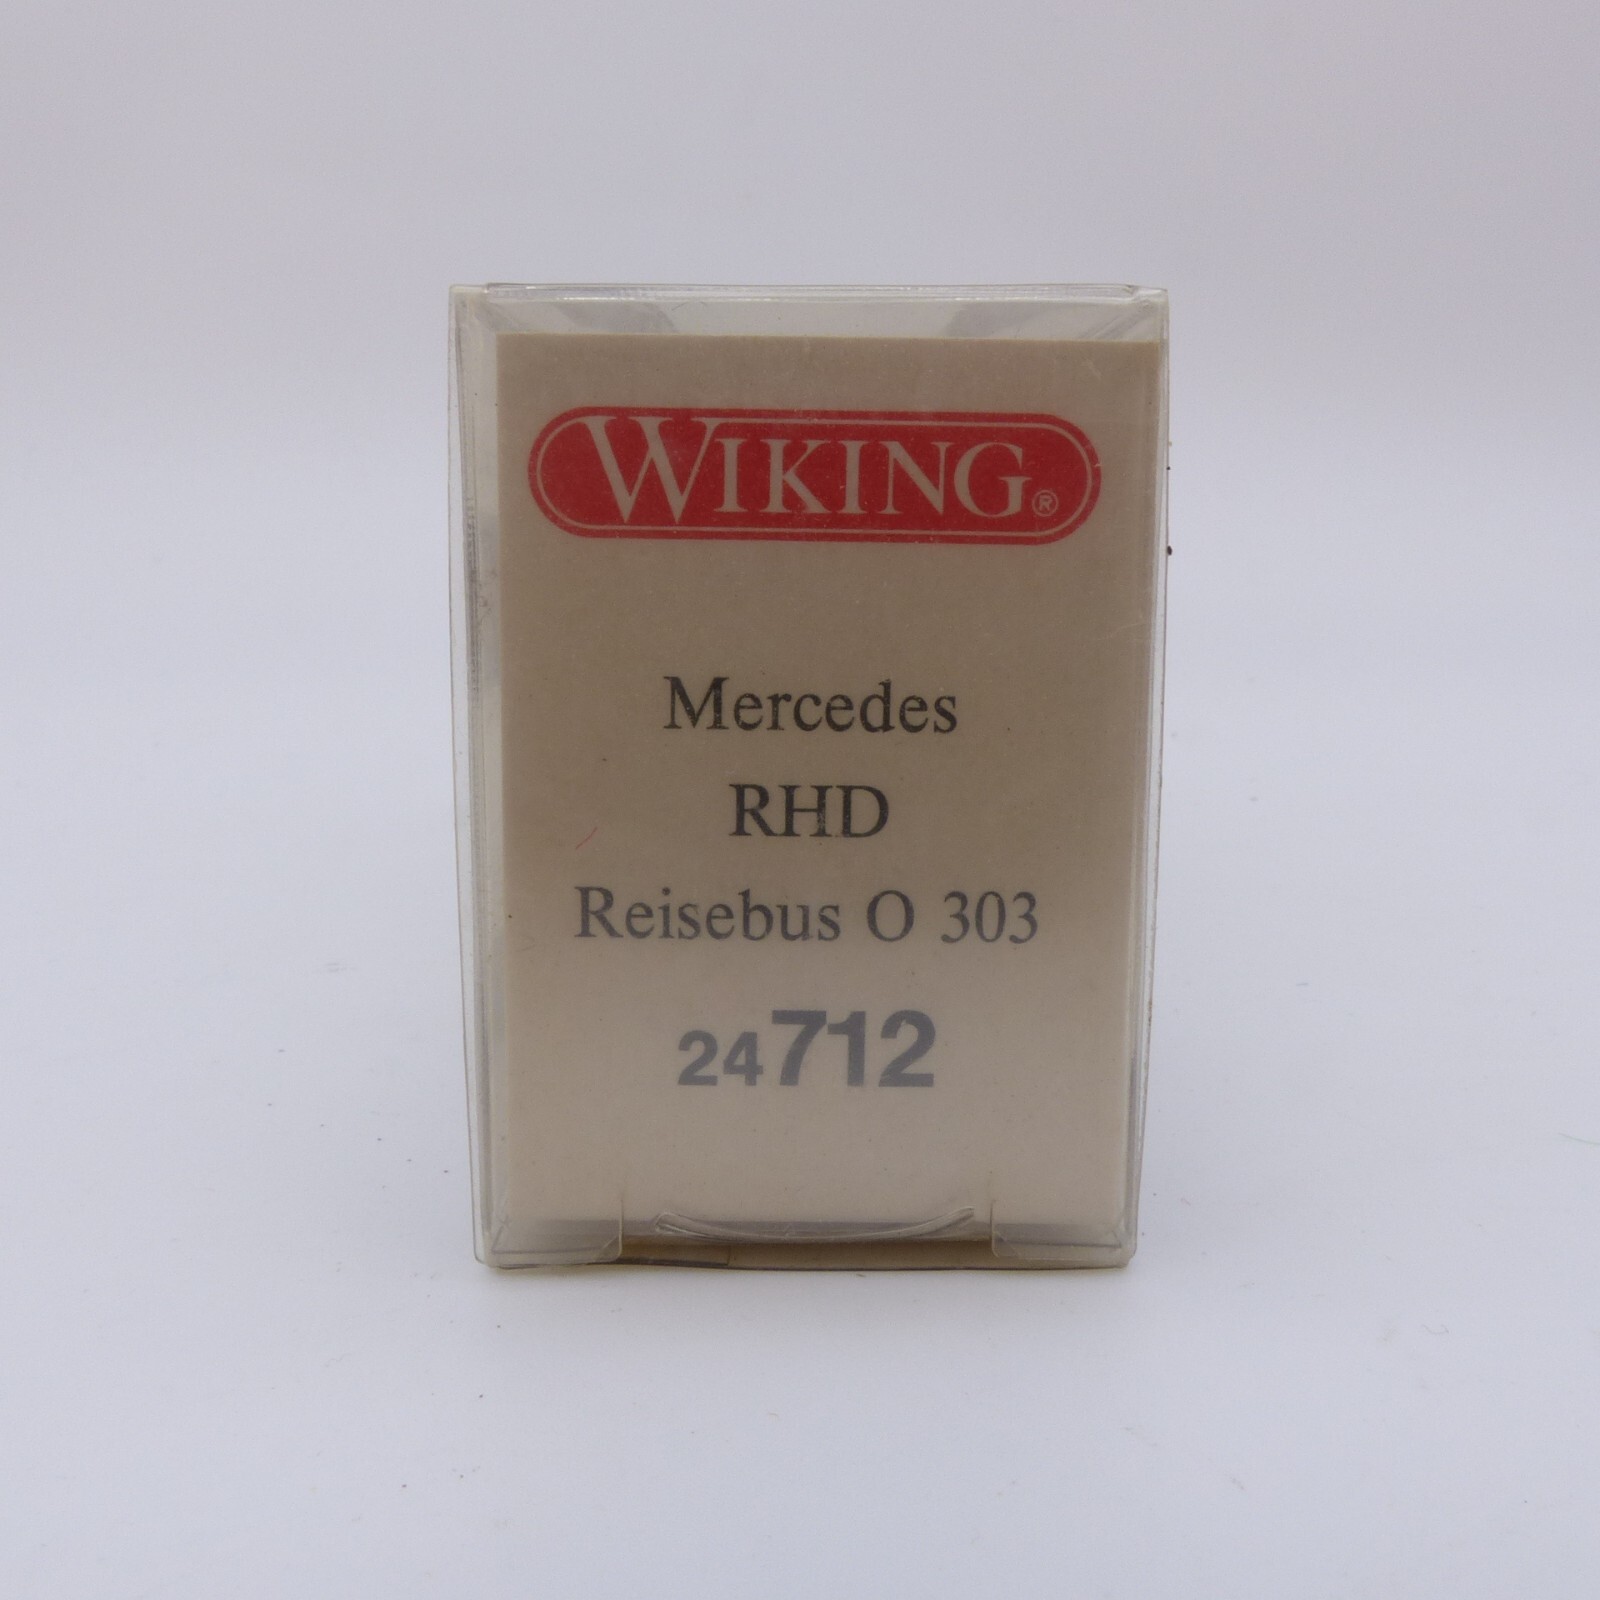 WIKING®
Mercedes
RHD
Reisebus O 303
24712